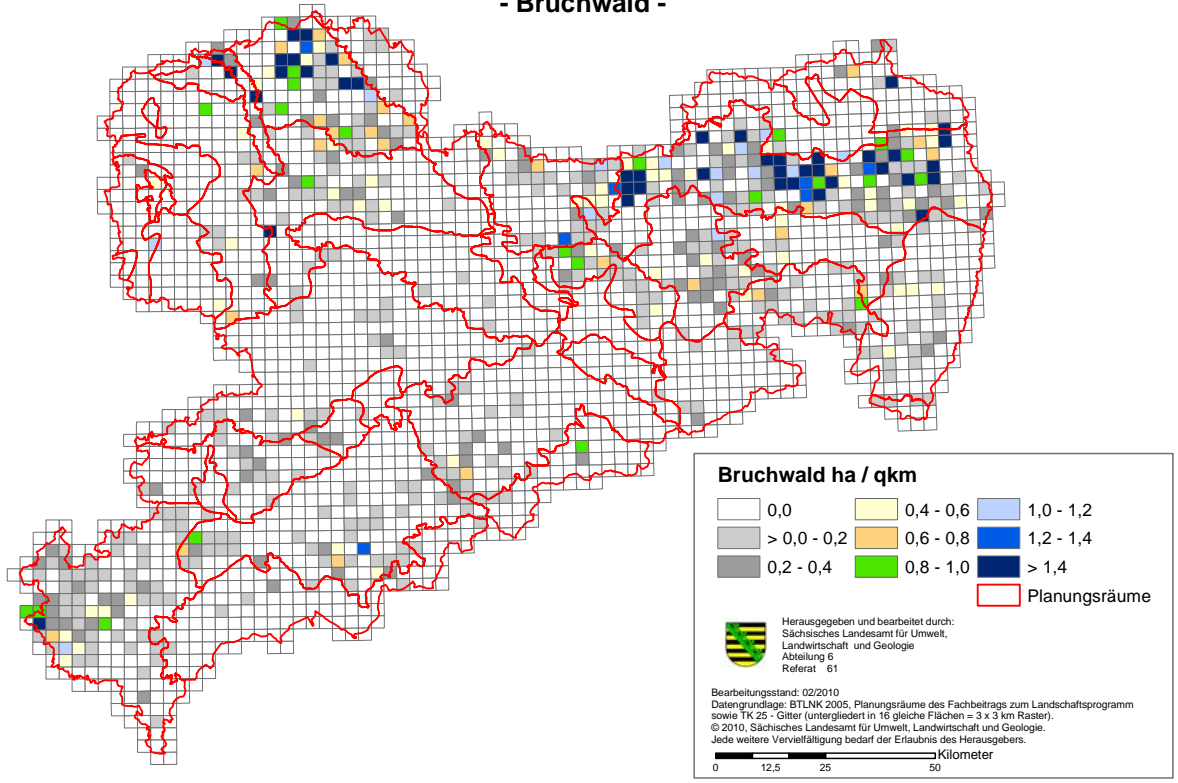 - Bruchwald -
Bruchwald ha / qkm
0,0
> 0,0 - 0,2
0,2 - 0,4
0,4 - 0,6
0,6 - 0,8
0,8 - 1,0
1,0 - 1,2
1,2 - 1,4
> 1,4
Planungsräume
Herausgegeben und bearbeitet durch:
Sächsisches Landesamt für Umwelt,
Landwirtschaft und Geologie
Abteilung 6
Referat 61
Bearbeitungsstand: 02/2010
Datengrundlage: BTLNK 2005, Planungsräume des Fachbeitrags zum Landschaftsprogramm
sowie TK 25 - Gitter (untergliedert in 16 gleiche Flächen = 3 x 3 km Raster).
© 2010, Sächsisches Landesamt für Umwelt, Landwirtschaft und Geologie.
Jede weitere Vervielfältigung bedarf der Erlaubnis des Herausgebers.
Kilometer
0 12,5 25 50